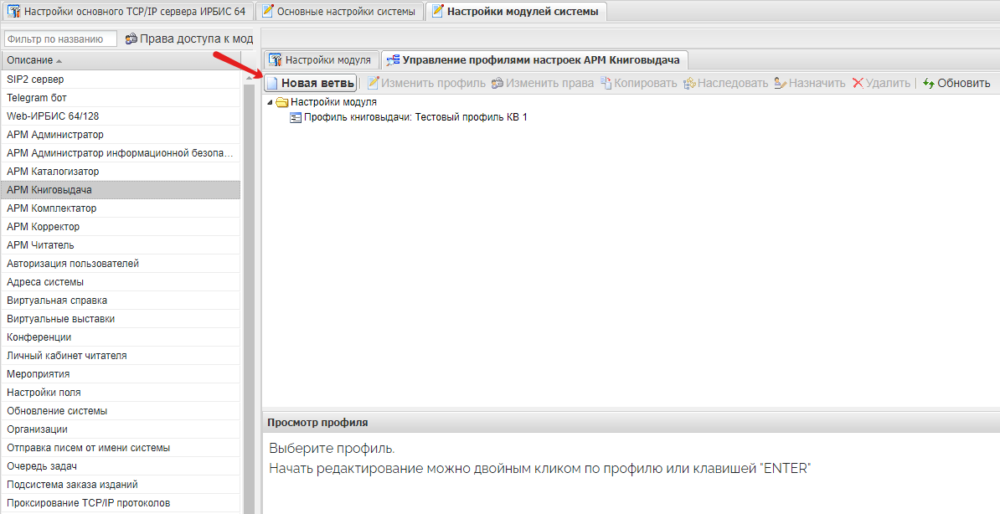 Настройки основного TCP/IP сервера ИРБИС 64
Основные настройки системы
Настройки модулей системы
Фильтр по названию
Права доступа к мод
Описание
SIP2 сервер
Telegram бот
Web-ИРБИС 64/128
АРМ Администратор
АРМ Администратор информационной безопа...
АРМ Каталогизатор
АРМ Книговыдача
АРМ Комплектатор
АРМ Корректор
АРМ Читатель
Авторизация пользователей
Адреса системы
Виртуальная справка
Виртуальные выставки
Конференции
Личный кабинет читателя
Мероприятия
Настройки поля
Обновление системы
Организации
Отправка писем от имени системы
Очередь задач
Подсистема заказа изданий
Проксирование TCP/IP протоколов
Настройки модуля
Управление профилями настроек АРМ Книговыдача
Новая ветвь
Изменить профиль
Изменить права
Копировать
Наследовать
Назначить
Удалить
Обновить
Настройки модуля
Профиль книговыдачи: Тестовый профиль КВ 1
Просмотр профиля
Выберите профиль.
Начать редактирование можно двойным кликом по профилю или клавишей "ENTER"